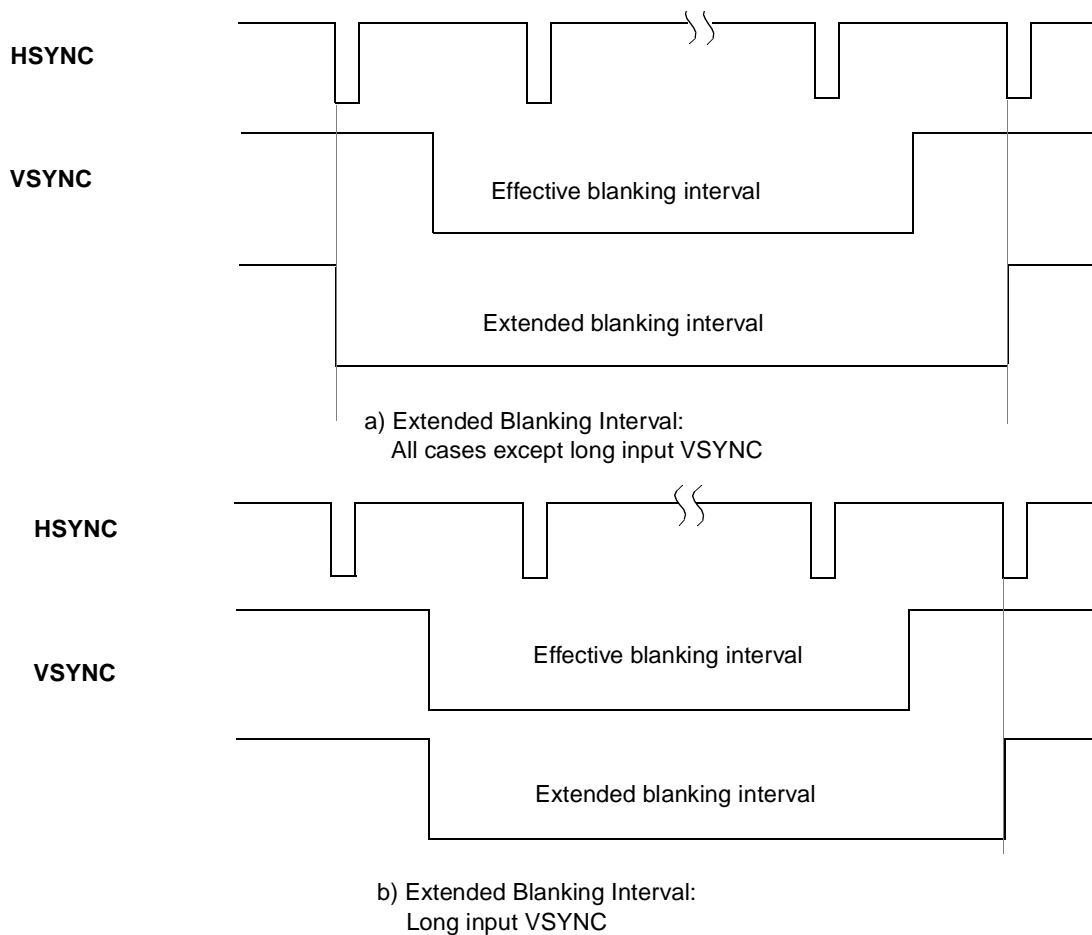 HSYNC
VSYNC
Effective blanking interval
Extended blanking interval
a) Extended Blanking Interval:
All cases except long input VSYNC
HSYNC
VSYNC
Effective blanking interval
Extended blanking interval
b) Extended Blanking Interval:
Long input VSYNC